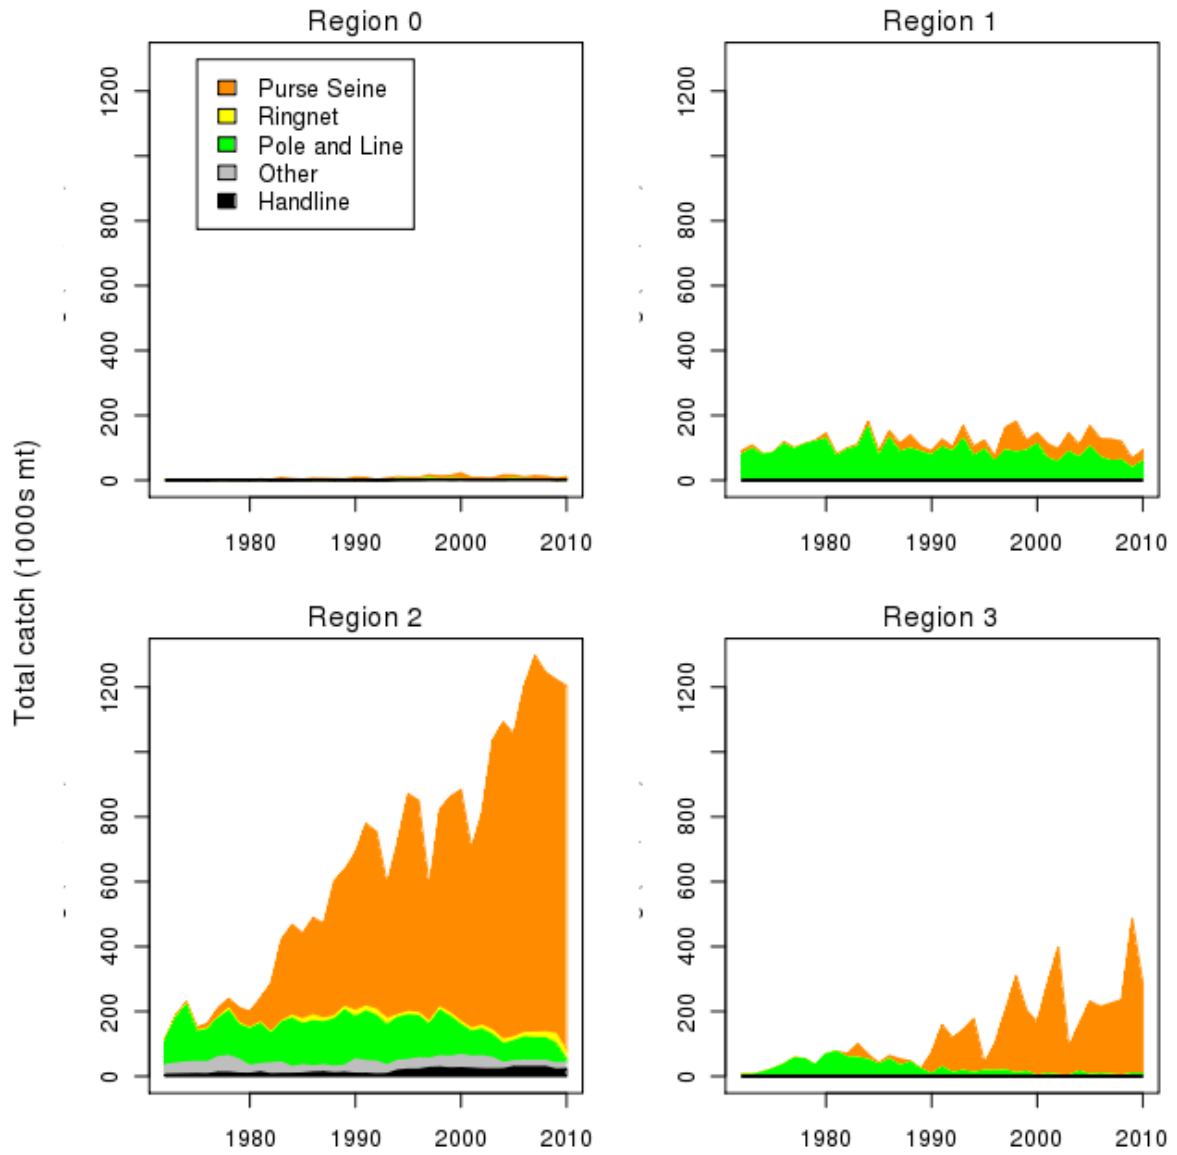 Region 0
Purse Seine
Ringnet
Pole and Line
Other
Handline
0 200 400 600 800 1200
1980 1990 2000 2010
Region 1
0 200 400 600 800 1200
1980 1990 2000 2010
Total catch (1000s mt)
Region 2
0 200 400 600 800 1200
1980 1990 2000 2010
Region 3
0 200 400 600 800 1200
1980 1990 2000 2010